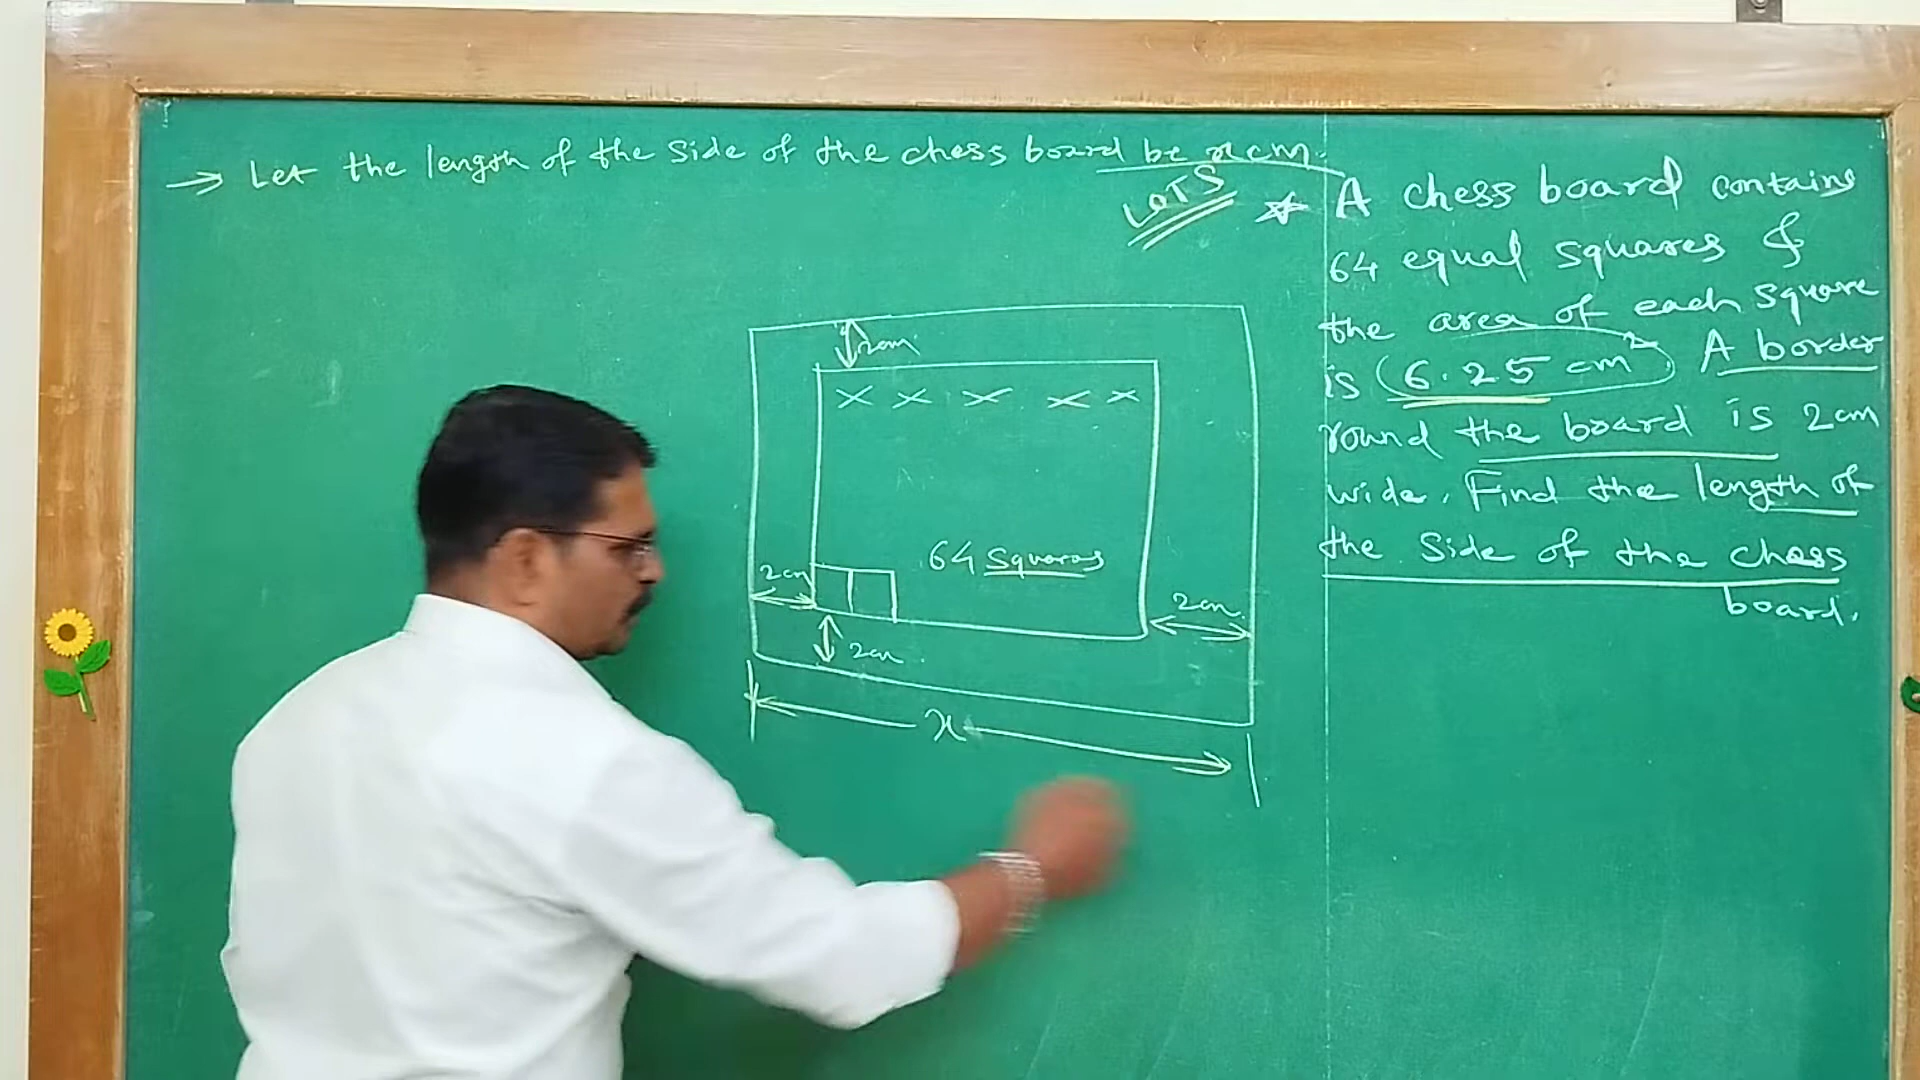 → Let the length of the side of the chess board be x cm.
LOTS
☆ A chess board contains
64 equal squares &
the area of each square
is (6.25 cm²) A border
round the board is 2cm
wide. Find the length of
the side of the chess
board.
2cm
× × × × ×
64 squares
2cm
2cm
2cm
x